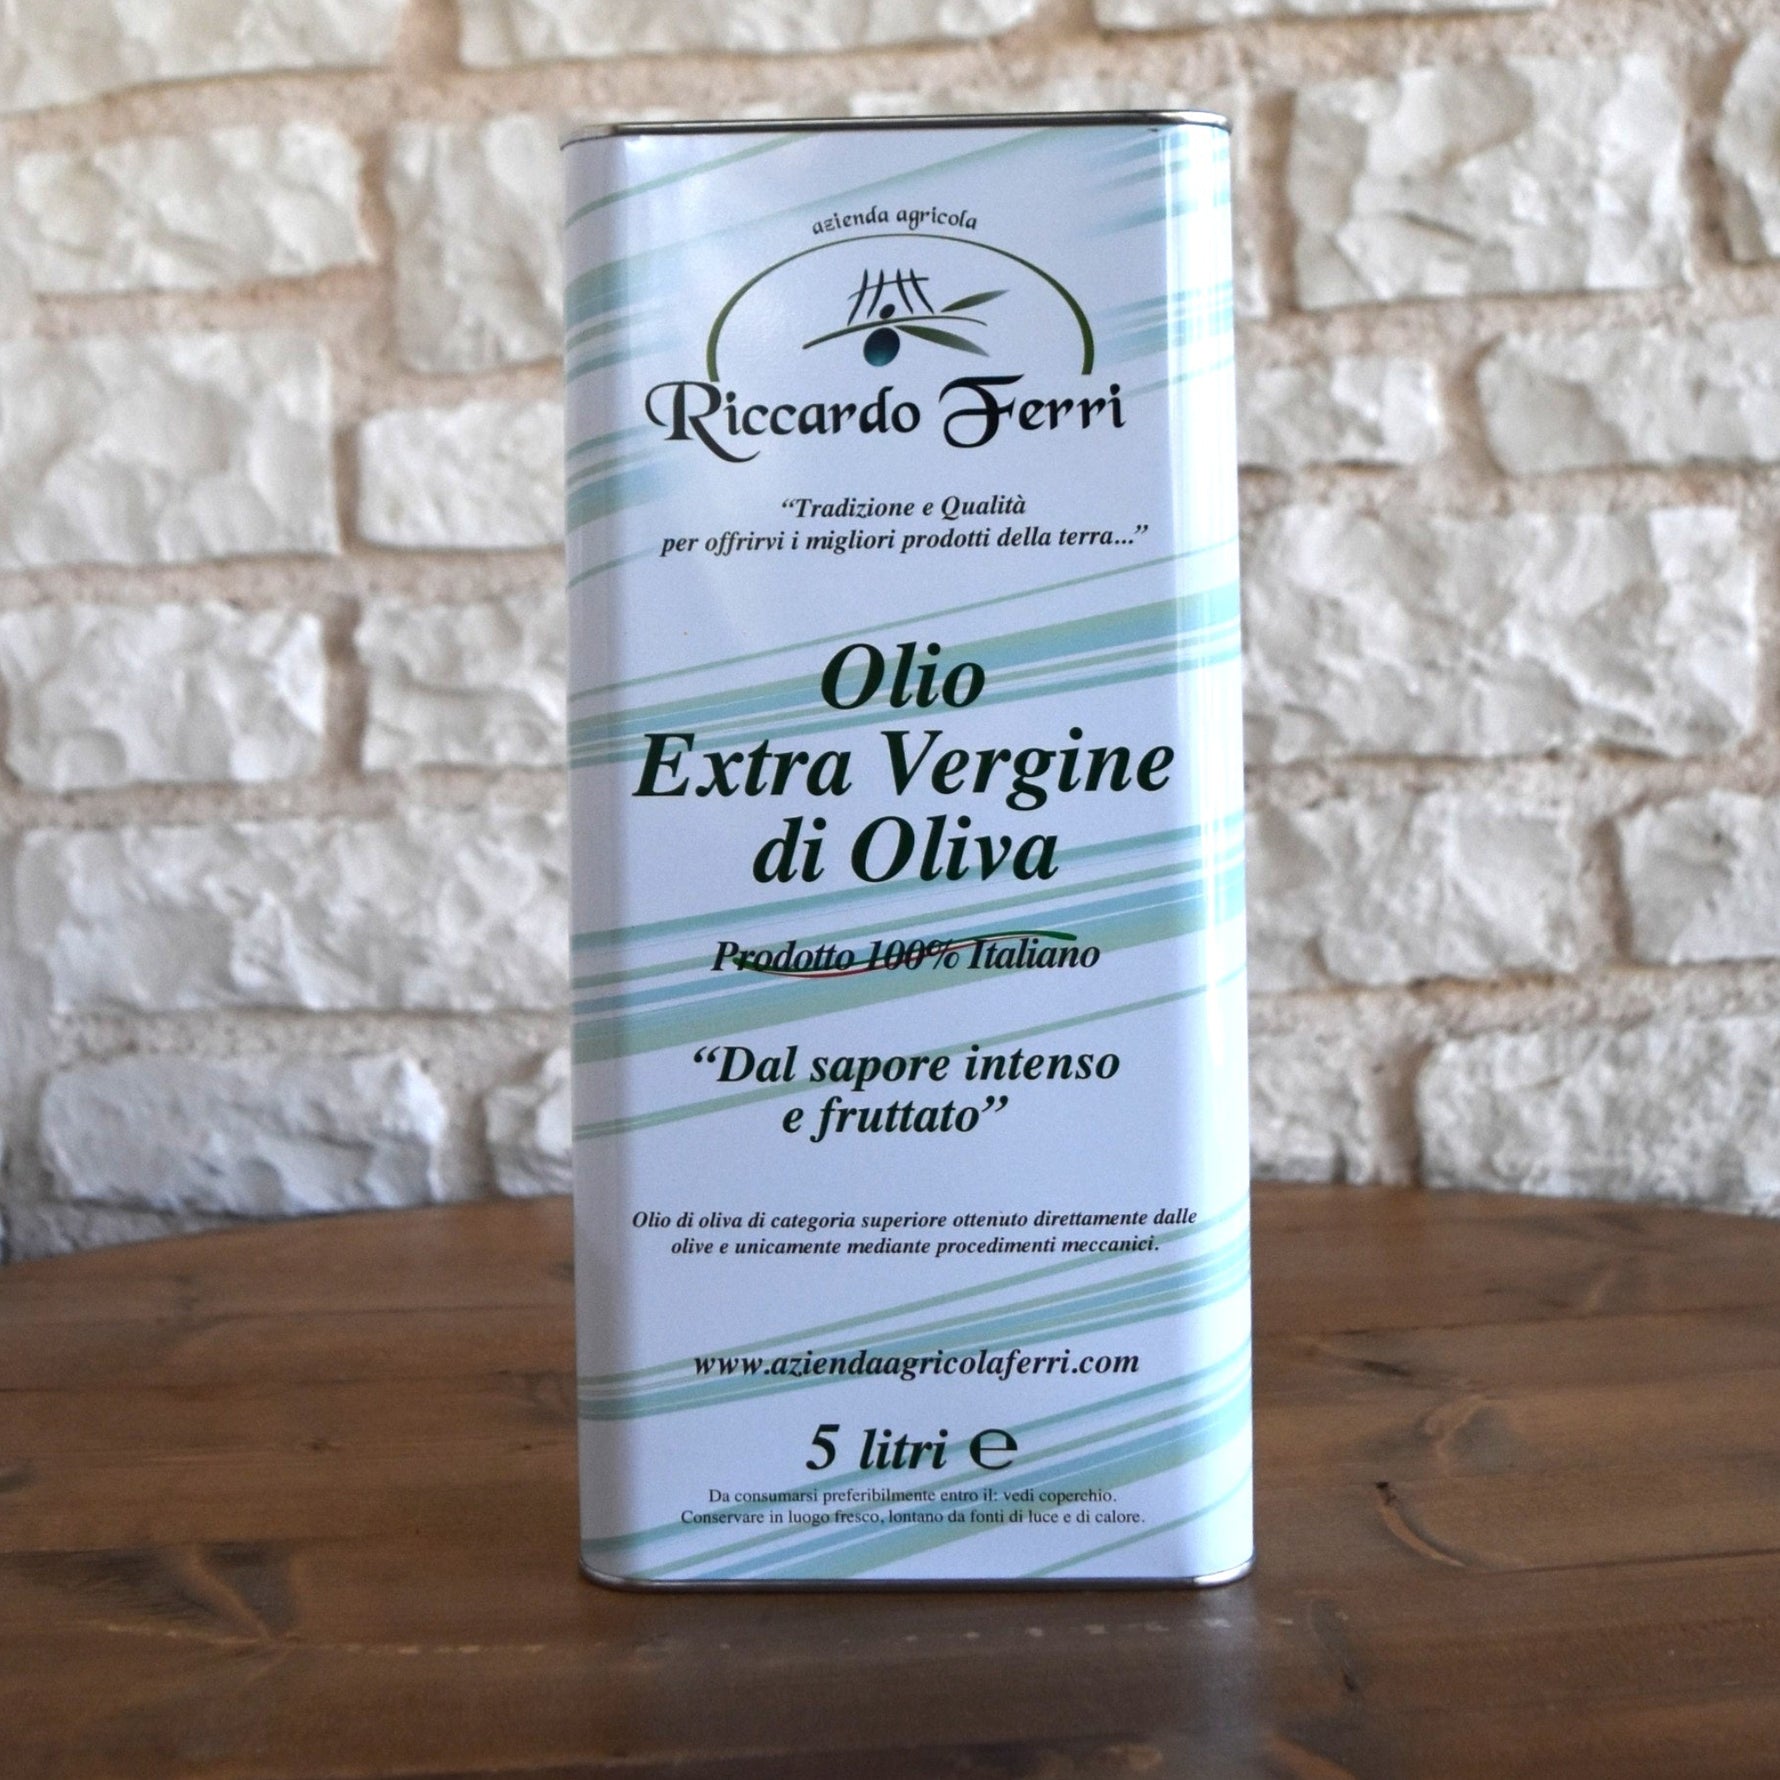 azienda agricola
Riccardo Ferri
“Tradizione e Qualità
per offrirvi i migliori prodotti della terra...”
Olio
Extra Vergine
di Oliva
Prodotto 100% Italiano
“Dal sapore intenso
e fruttato”
Olio di oliva di categoria superiore ottenuto direttamente dalle
olive e unicamente mediante procedimenti meccanici.
www.aziendaagricolaferri.com
5 litri ℮
Da consumarsi preferibilmente entro il: vedi coperchio.
Conservare in luogo fresco, lontano da fonti di luce e di calore.